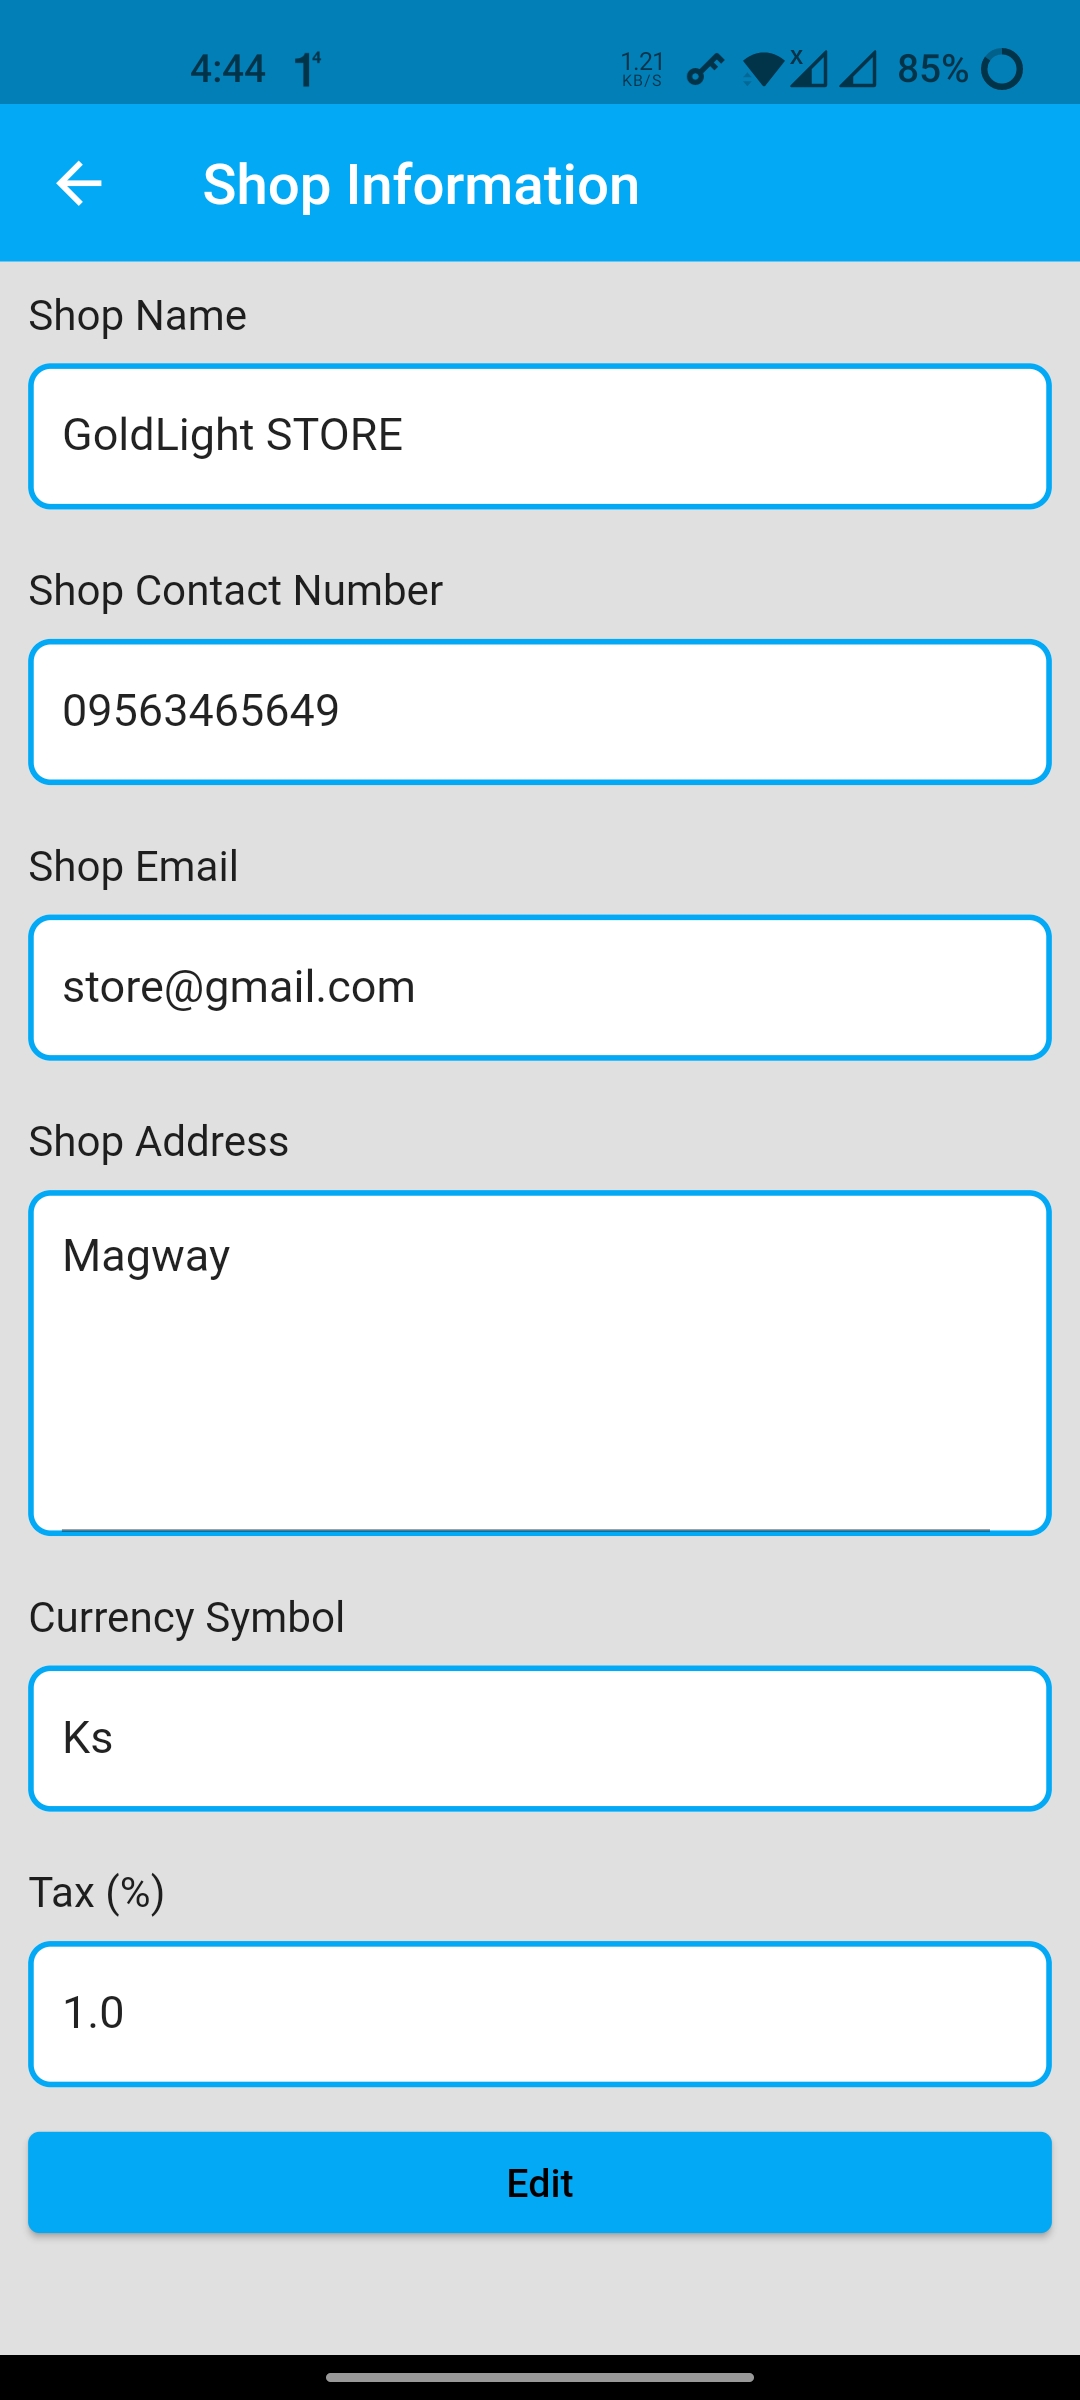 4:44 1⁴ 1.21 KB/S X 85%
Shop Information
Shop Name
GoldLight STORE
Shop Contact Number
09563465649
Shop Email
store@gmail.com
Shop Address
Magway
Currency Symbol
Ks
Tax (%)
1.0
Edit